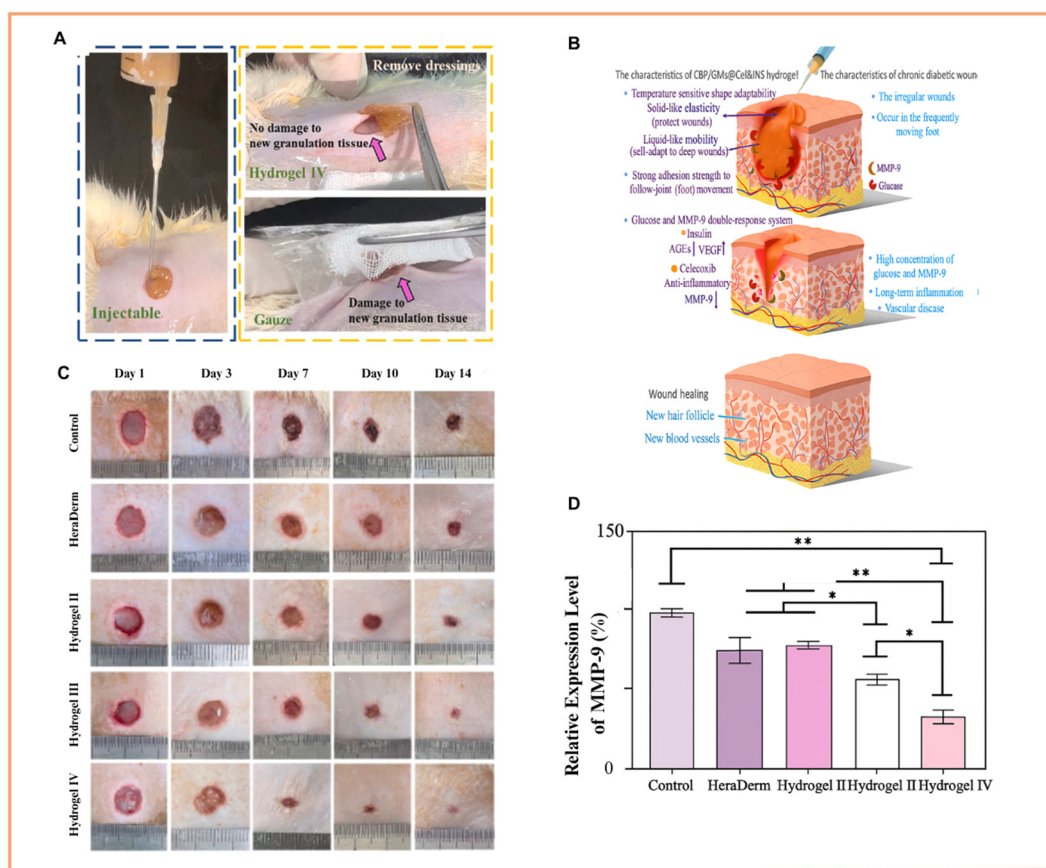 A
Remove dressings
No damage to
new granulation tissue
Hydrogel IV
Injectable
Damage to
new granulation tissue
Gauze
B
The characteristics of CBP/GMs@Cel&INS hydrogel
The characteristics of chronic diabetic woun
Temperature sensitive shape adaptability
Solid-like elasticity
(protect wounds)
Liquid-like mobility
(sell-adapt to deep wounds)
Strong adhesion strength to
follow-joint (foot) movement
The irregular wounds
Occur in the frequently
moving foot
MMP-9
Glucase
Glucose and MMP-9 double-response system
Insulin
AGEs VEGF
Celecoxib
Anti-inflammatory
MMP-9
High concentration of
glucose and MMP-9
Long-term inflammation
Vascular disease
Wound healing
New hair follicle
New blood vessels
C
Day 1 Day 3 Day 7 Day 10 Day 14
Control
HeraDerm
Hydrogel II
Hydrogel III
Hydrogel IV
D
Relative Expression Level
of MMP-9 (%)
150
0
**
**
*
*
Control HeraDerm Hydrogel II Hydrogel II Hydrogel IV